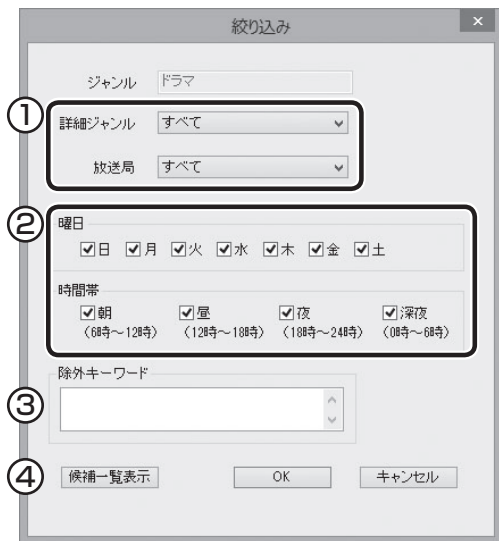 絞り込み
ジャンル ドラマ
①
詳細ジャンル すべて
放送局 すべて
②
曜日
日 月 火 水 木 金 土
時間帯
朝 昼 夜 深夜
(6時～12時) (12時～18時) (18時～24時) (0時～6時)
除外キーワード
③
④ 候補一覧表示 OK キャンセル